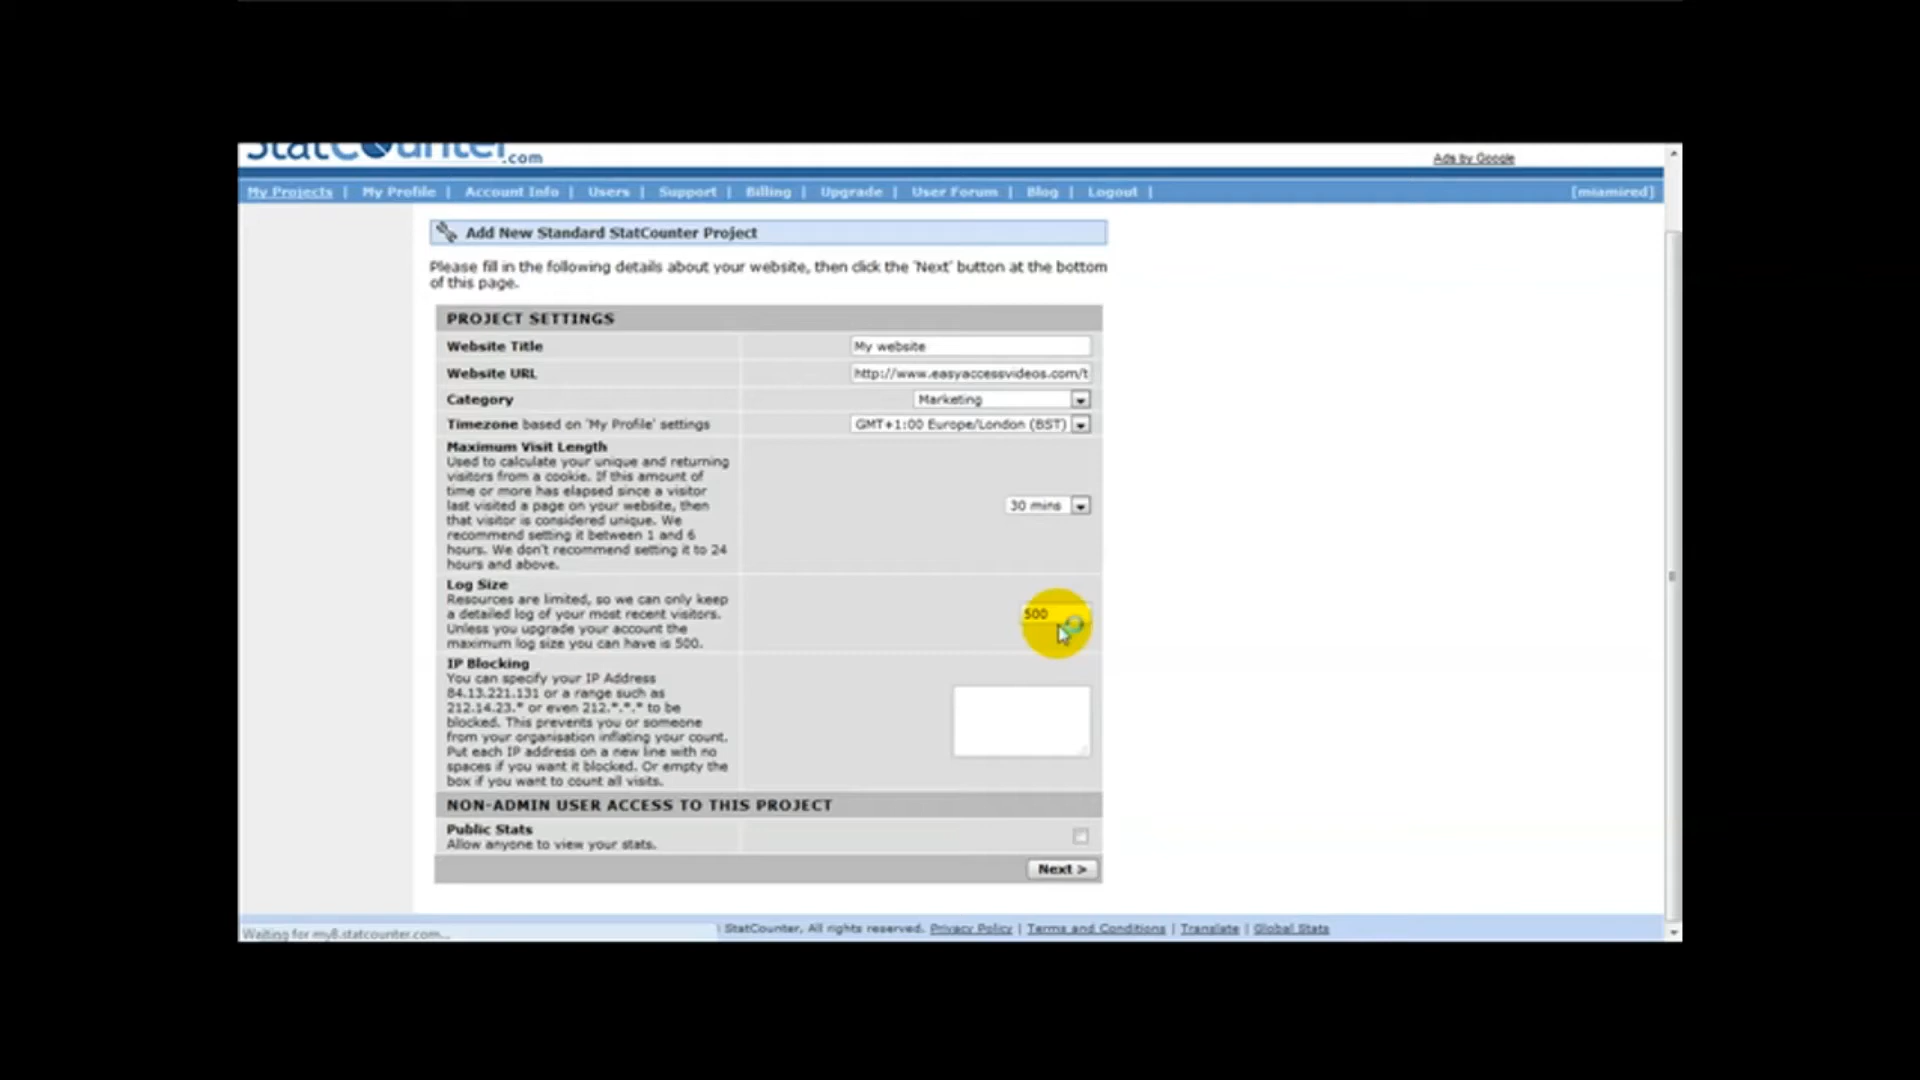 StatCounter.com
Ads by Google
My Projects | My Profile | Account Info | Users | Support | Billing | Upgrade | User Forum | Blog | Logout | [miamired]
Add New Standard StatCounter Project
Please fill in the following details about your website, then click the 'Next' button at the bottom
of this page.
PROJECT SETTINGS
Website Title My website
Website URL http://www.easyaccessvideos.com/t
Category Marketing
Timezone based on 'My Profile' settings GMT+1:00 Europe/London (BST)
Maximum Visit Length
Used to calculate your unique and returning
visitors from a cookie. If this amount of
time or more has elapsed since a visitor
last visited a page on your website, then
that visitor is considered unique. We
recommend setting it between 1 and 6
hours. We don't recommend setting it to 24
hours and above.
30 mins
Log Size
Resources are limited, so we can only keep
a detailed log of your most recent visitors.
Unless you upgrade your account the
maximum log size you can have is 500.
500
IP Blocking
You can specify your IP Address
84.13.221.131 or a range such as
212.14.23.* or even 212.*.*.* to be
blocked. This prevents you or someone
from your organisation inflating your count.
Put each IP address on a new line with no
spaces if you want it blocked. Or empty the
box if you want to count all visits.
NON-ADMIN USER ACCESS TO THIS PROJECT
Public Stats
Allow anyone to view your stats.
Next >
Waiting for my8.statcounter.com...
StatCounter, All rights reserved. Privacy Policy | Terms and Conditions | Translate | Global Stats